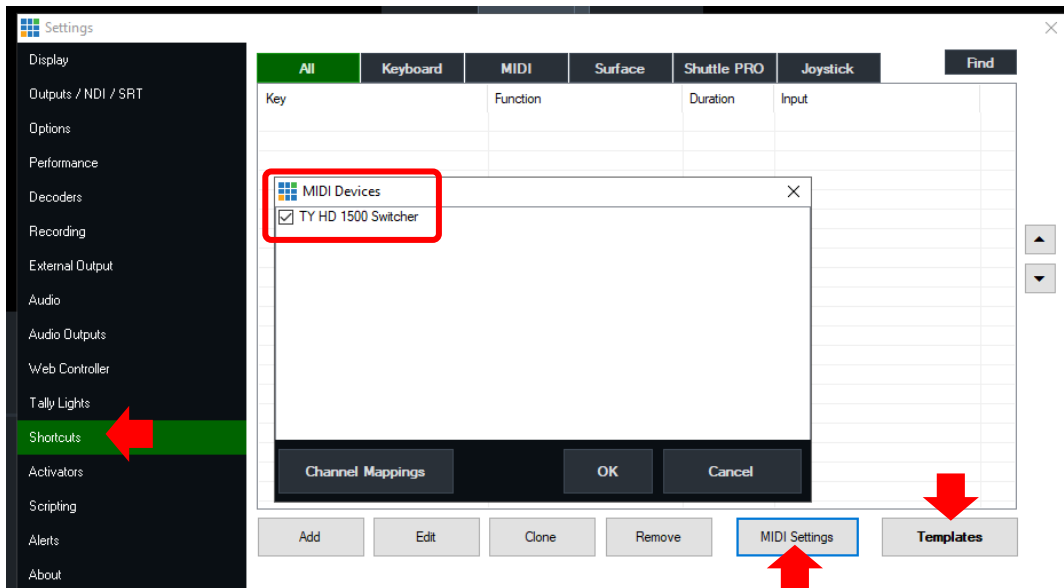 Settings
Display
Outputs / NDI / SRT
Options
Performance
Decoders
Recording
External Output
Audio
Audio Outputs
Web Controller
Tally Lights
Shortcuts
Activators
Scripting
Alerts
About
All Keyboard MIDI Surface Shuttle PRO Joystick Find
Key Function Duration Input
MIDI Devices
TY HD 1500 Switcher
Channel Mappings OK Cancel
Add Edit Clone Remove MIDI Settings Templates